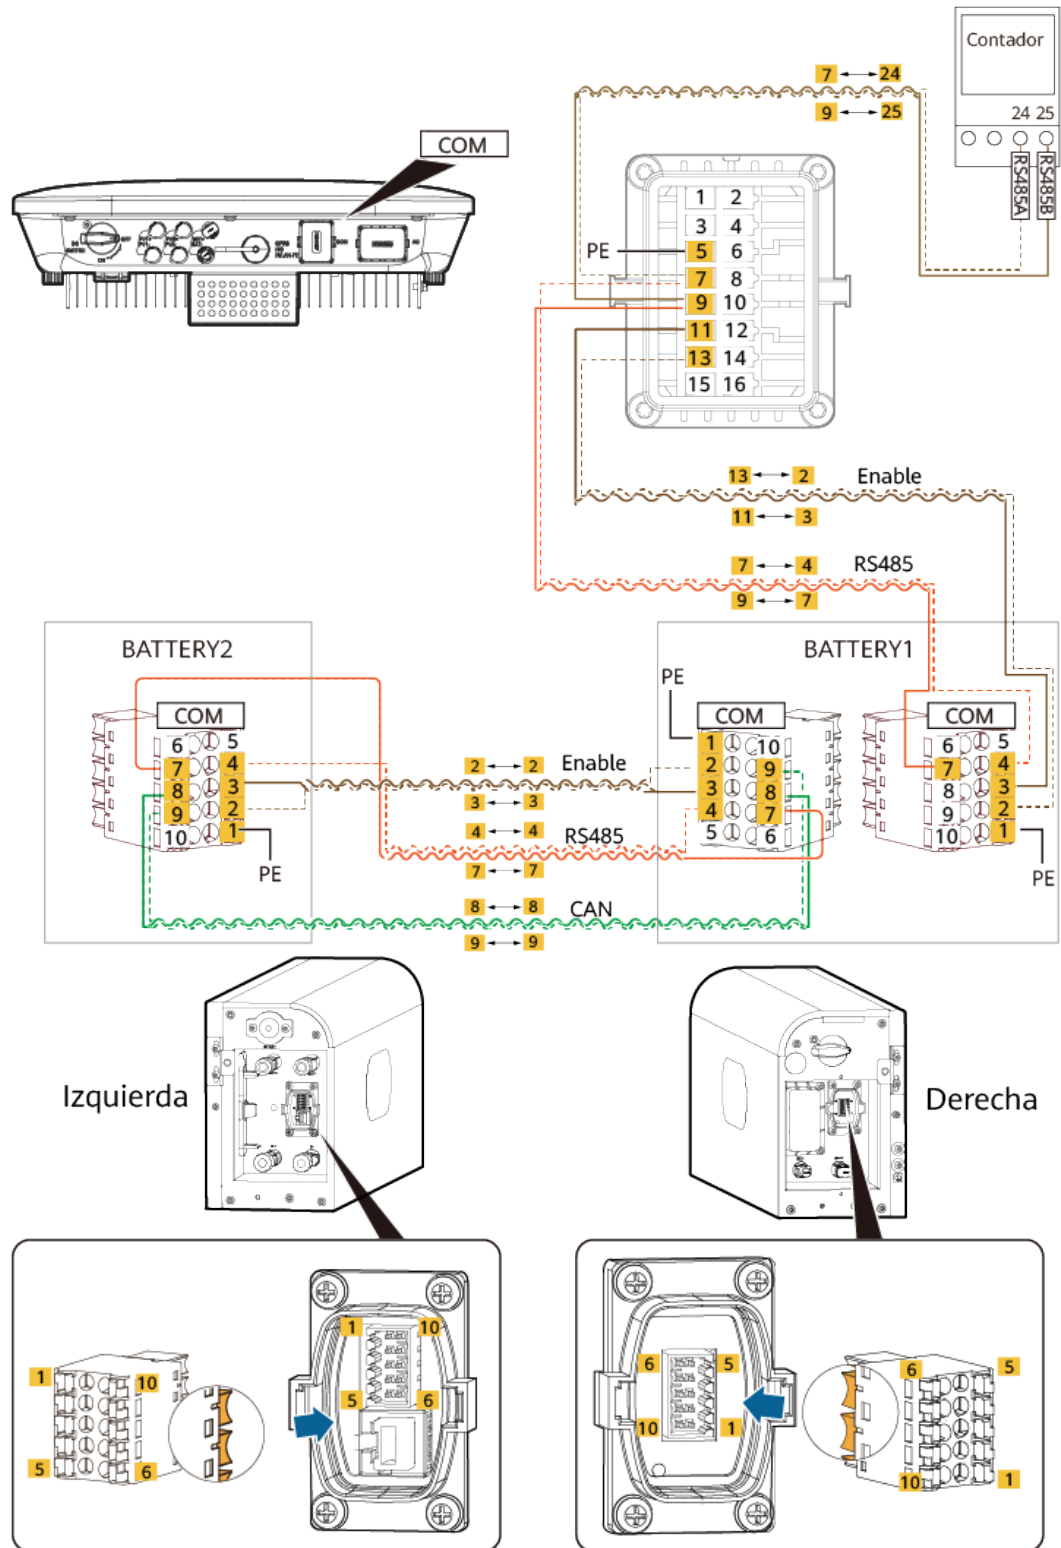 Contador
7 ↔ 24
9 ↔ 25
24 25
RS485A
RS485B
COM
1 2
3 4
PE 5 6
7 8
9 10
11 12
13 14
15 16
13 ↔ 2 Enable
11 ↔ 3
7 ↔ 4 RS485
9 ↔ 7
BATTERY2
COM
6 5
7 4
8 3
9 2
10 1
PE
2 ↔ 2 Enable
3 ↔ 3
4 ↔ 4 RS485
7 ↔ 7
8 ↔ 8 CAN
9 ↔ 9
BATTERY1
PE
COM
1 10
2 9
3 8
4 7
5 6
COM
6 5
7 4
8 3
9 2
10 1
PE
Izquierda
Derecha
1 10
5 6
1 10
5 6
6 5
10 1
6 5
10 1